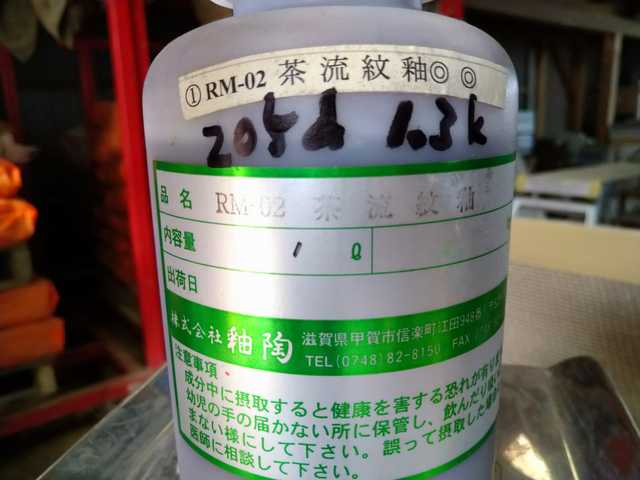 ①RM-02 茶流紋釉◎ ◎
1.3k
品名 RM-02 茶流紋釉
内容量 1 ℓ
出荷日
株式会社 釉陶 滋賀県甲賀市信楽町江田948番
TEL(0748)82-8150 FAX
注意事項
成分中に摂取すると健康を害する恐れが有りま
幼児の手の届かない所に保管し、飲んだり
まない様にして下さい。誤って摂取した場合
医師に相談して下さい。